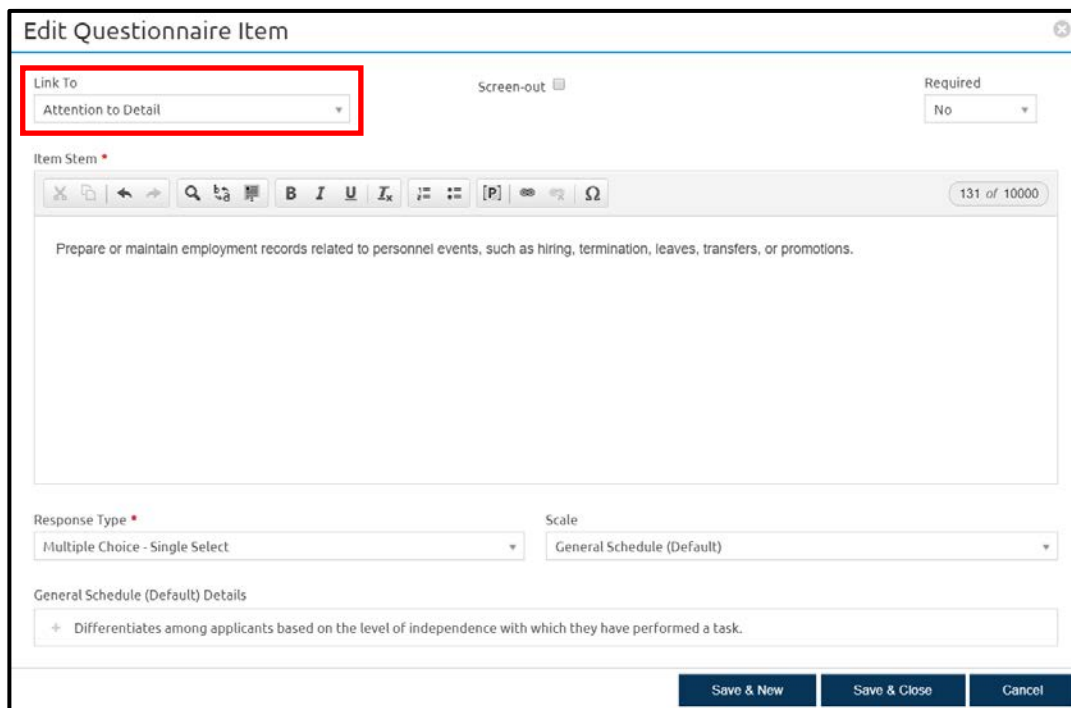 Edit Questionnaire Item
Link To
Screen-out
Required
Attention to Detail
No
Item Stem *
B I U Ix [P] Ω 131 of 10000
Prepare or maintain employment records related to personnel events, such as hiring, termination, leaves, transfers, or promotions.
Response Type *
Scale
Multiple Choice - Single Select
General Schedule (Default)
General Schedule (Default) Details
+ Differentiates among applicants based on the level of independence with which they have performed a task.
Save & New
Save & Close
Cancel